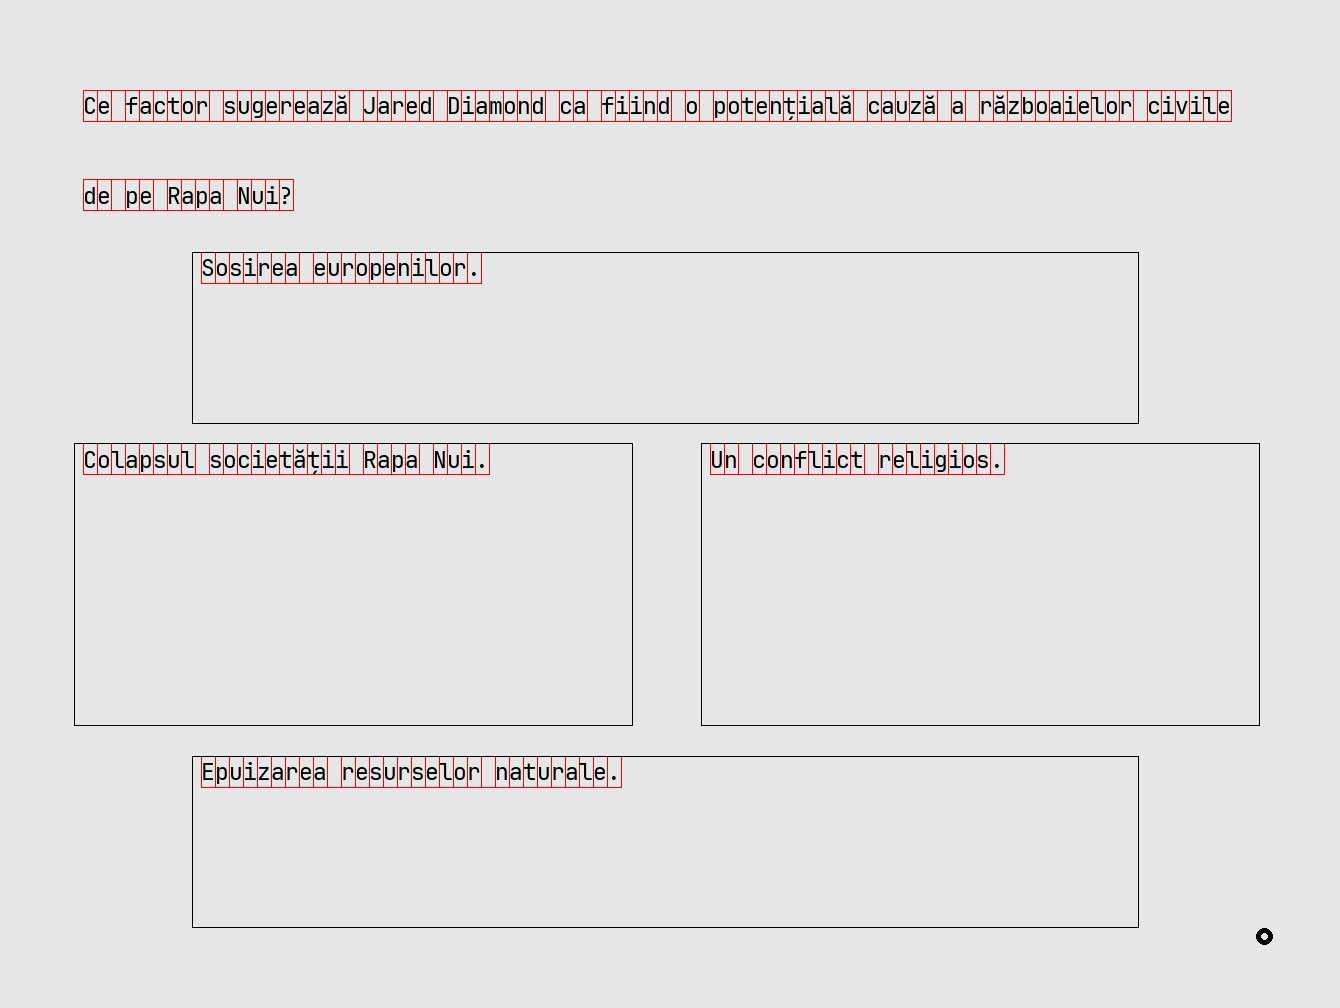 Ce factor sugerează Jared Diamond ca fiind o potențială cauză a războaielor civile
de pe Rapa Nui?
Sosirea europenilor.
Colapsul societății Rapa Nui.
Un conflict religios.
Epuizarea resurselor naturale.